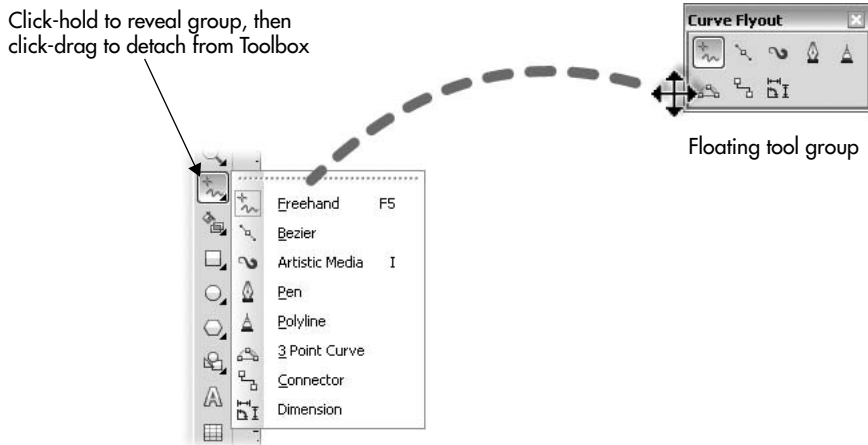 Click-hold to reveal group, then
click-drag to detach from Toolbox
Curve Flyout
Floating tool group
Freehand F5
Bezier
Artistic Media I
Pen
Polyline
3 Point Curve
Connector
Dimension